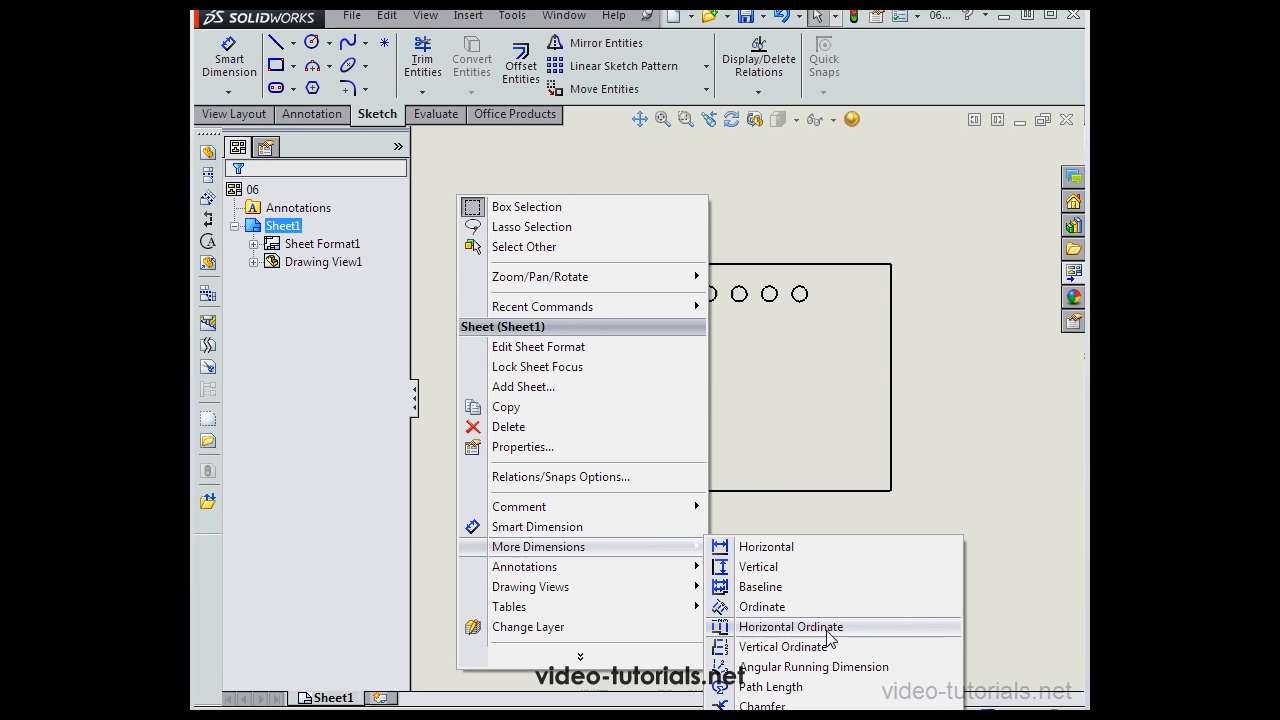 SOLIDWORKS File Edit View Insert Tools Window Help 06...
Smart Dimension
Trim Entities
Convert Entities
Offset Entities
Mirror Entities
Linear Sketch Pattern
Move Entities
Display/Delete Relations
Quick Snaps
View Layout Annotation Sketch Evaluate Office Products
06
Annotations
Sheet1
Sheet Format1
Drawing View1
Box Selection
Lasso Selection
Select Other
Zoom/Pan/Rotate
Recent Commands
Sheet (Sheet1)
Edit Sheet Format
Lock Sheet Focus
Add Sheet...
Copy
Delete
Properties...
Relations/Snaps Options...
Comment
Smart Dimension
More Dimensions
Annotations
Drawing Views
Tables
Change Layer
Horizontal
Vertical
Baseline
Ordinate
Horizontal Ordinate
Vertical Ordinate
Angular Running Dimension
Path Length
Chamfer
video-tutorials.net
video-tutorials.net
Sheet1